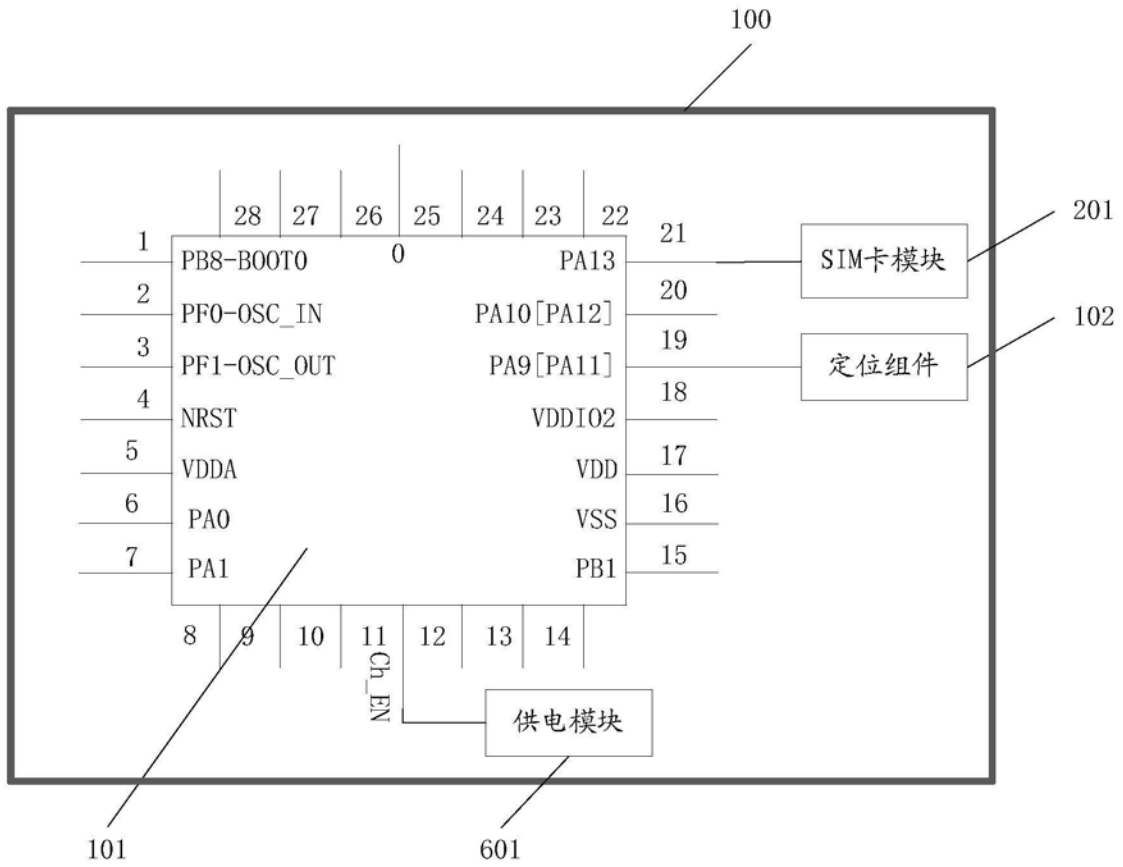 100
28 27 26 25 24 23 22
0
1 PB8-BOOT0
PA13 21
SIM卡模块
201
2 PF0-OSC_IN
PA10[PA12] 20
3 PF1-OSC_OUT
PA9[PA11] 19
定位组件
102
4 NRST
VDDIO2 18
5 VDDA
VDD 17
6 PA0
VSS 16
7 PA1
PB1 15
8 9 10 11 12 13 14
Ch_EN
供电模块
101
601